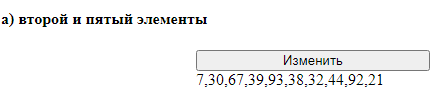 а) второй и пятый элементы
Изменить
7,30,67,39,93,38,32,44,92,21